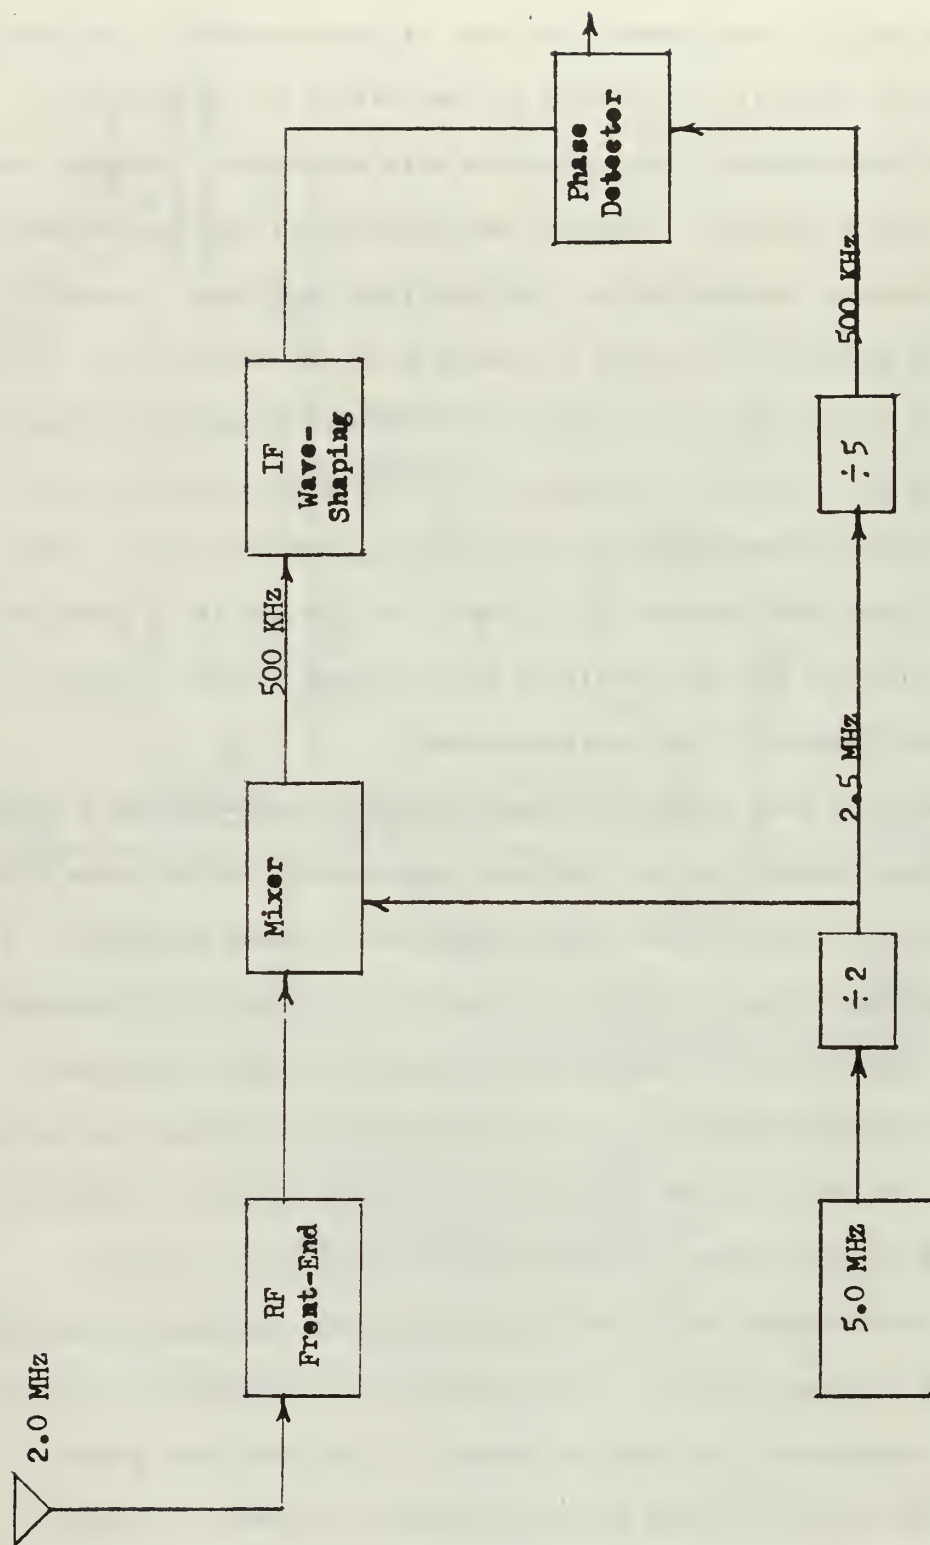 2.0 MHz
RF
Front-End
Mixer
500 KHz
IF
Wave-
Shaping
Phase
Detector
5.0 MHz
÷2
2.5 MHz
÷5
500 KHz